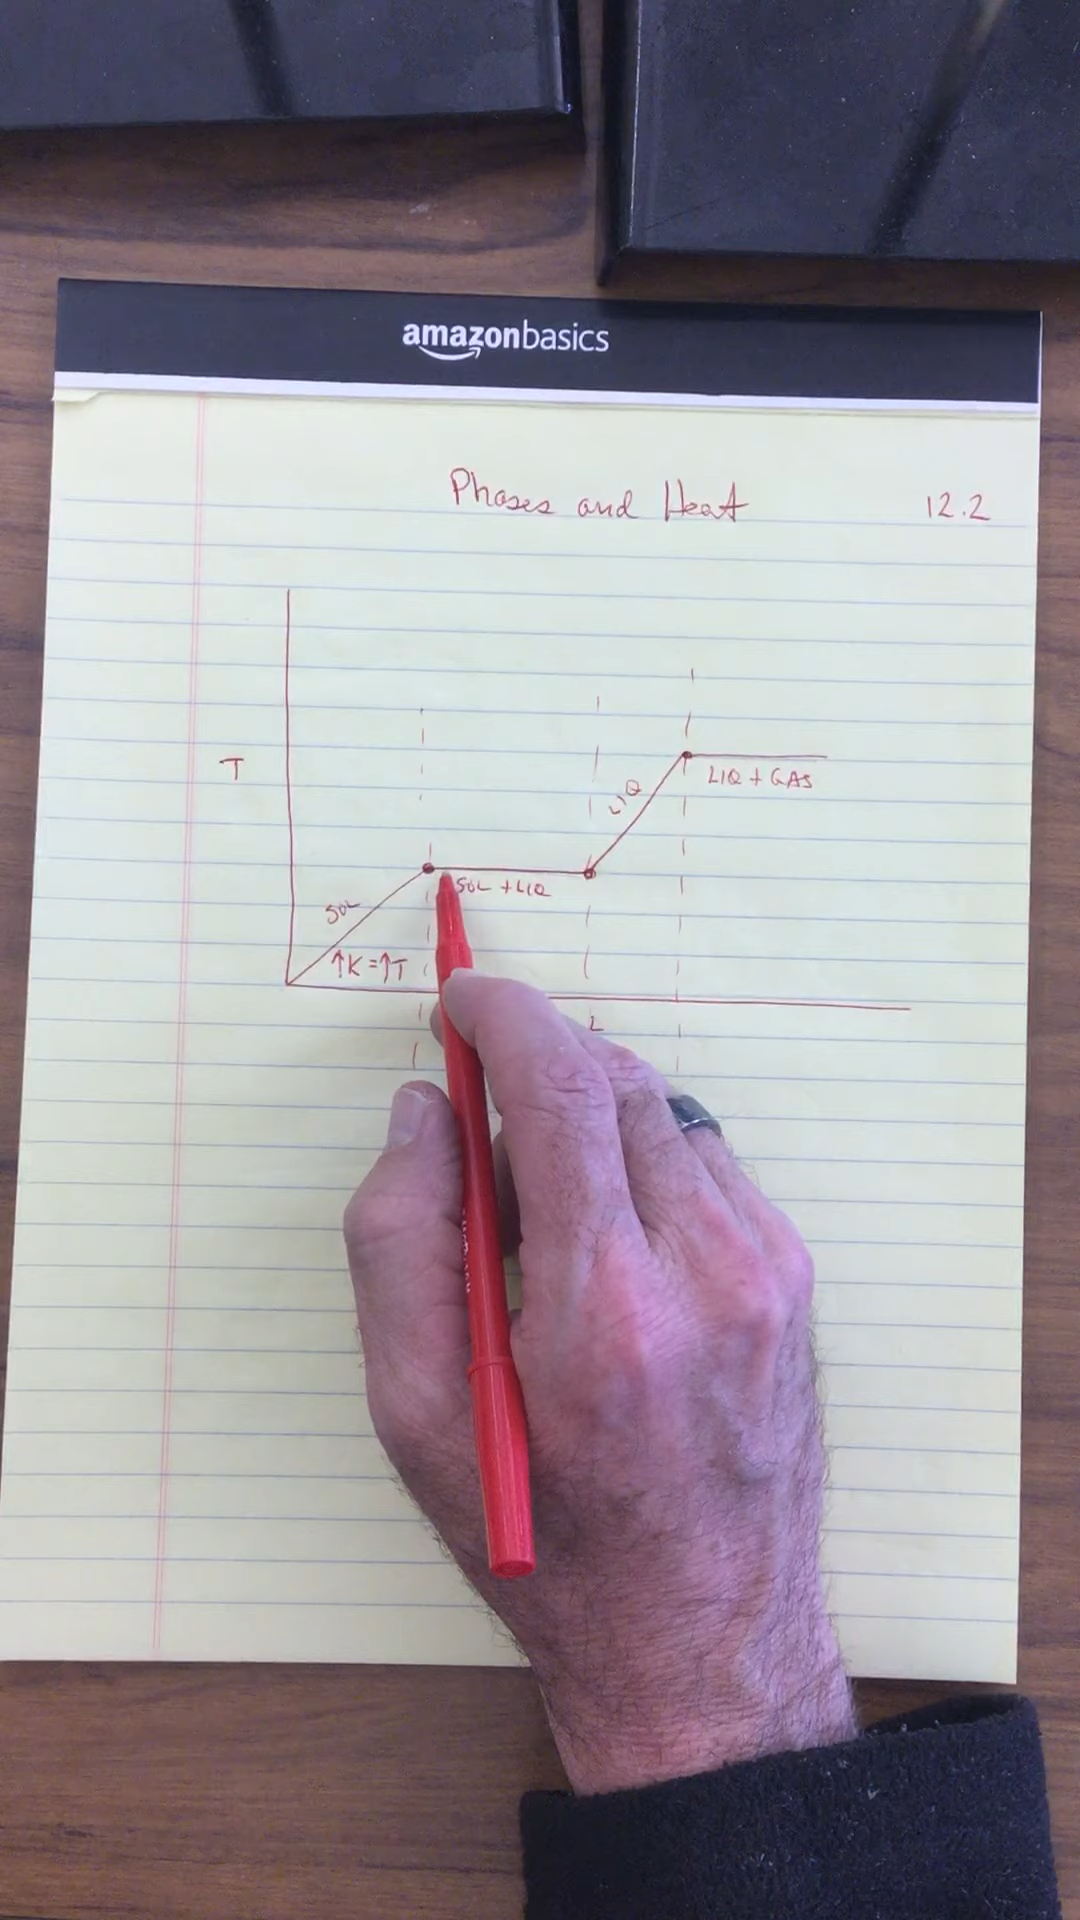 amazonbasics
Phases and Heat 12.2
T
LIQ + GAS
LIQ
SOL + LIQ
SOL
↑K=↑T
L